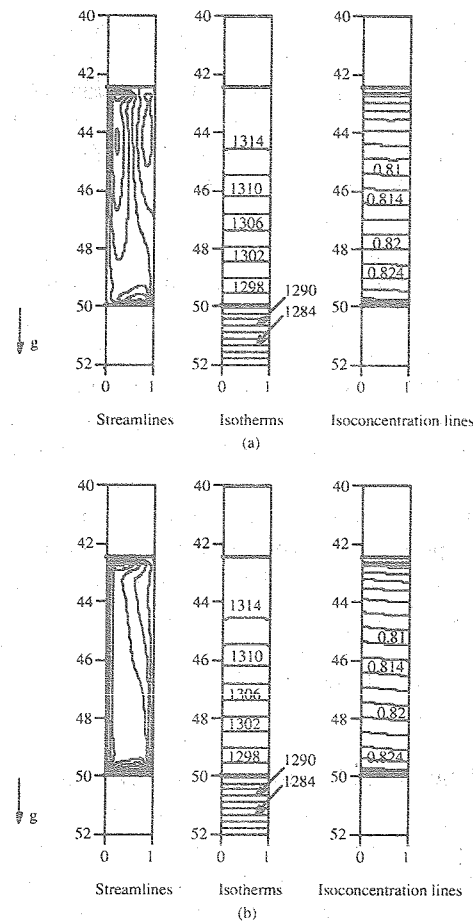 40 40 40
42 42 42
1314
44 44 44
0.81
1310
46 46 46
0.814
1306
48 48 0.82 48
1302
0.824
1298
1290
50 50 50
1284
g
52 52 52
0 1 0 1 0 1
Streamlines Isotherms Isoconcentration lines
(a)
40 40 40
42 42 42
44 1314 44 44
0.81
46 1310 46 46
0.814
1306
48 48 0.82 48
1302
1298 0.824
1290
50 50 50
1284
g
52 52 52
0 1 0 1 0 1
Streamlines Isotherms Isoconcentration lines
(b)